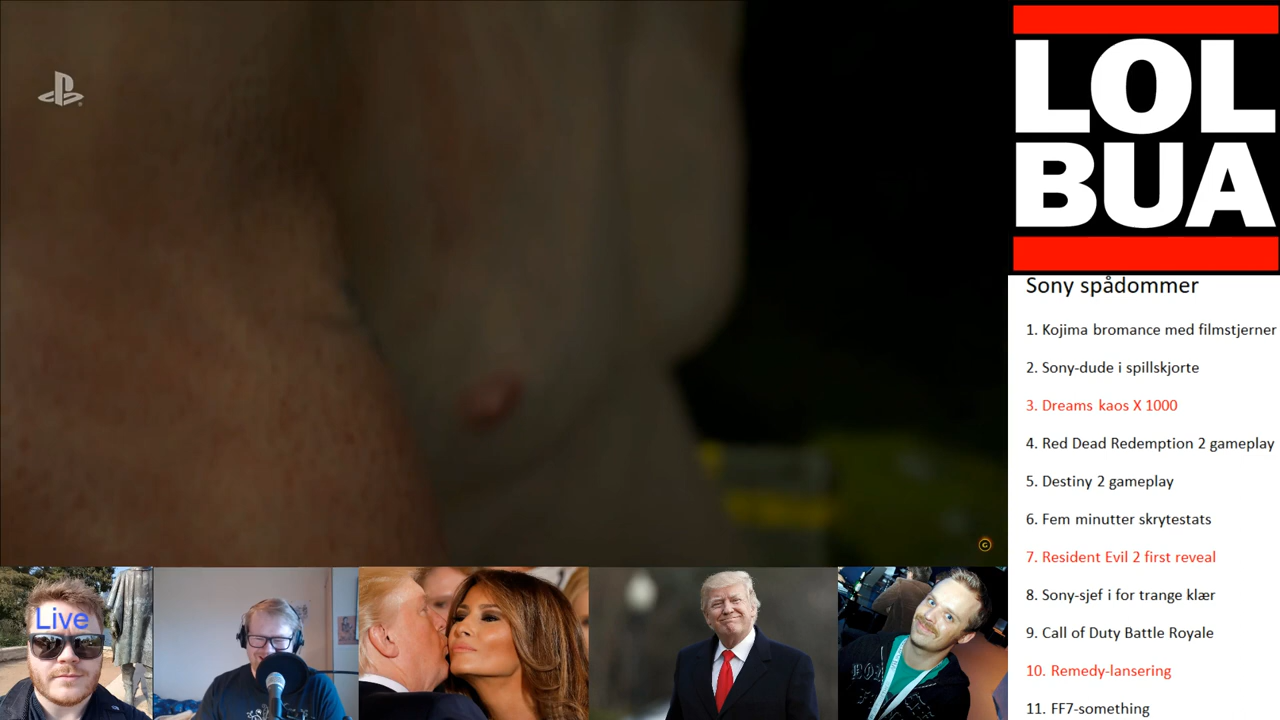 LOL
BUA
Sony spådommer
1. Kojima bromance med filmstjerner
2. Sony-dude i spillskjorte
3. Dreams kaos X 1000
4. Red Dead Redemption 2 gameplay
5. Destiny 2 gameplay
6. Fem minutter skrytestats
7. Resident Evil 2 first reveal
8. Sony-sjef i for trange klær
9. Call of Duty Battle Royale
10. Remedy-lansering
11. FF7-something
Live